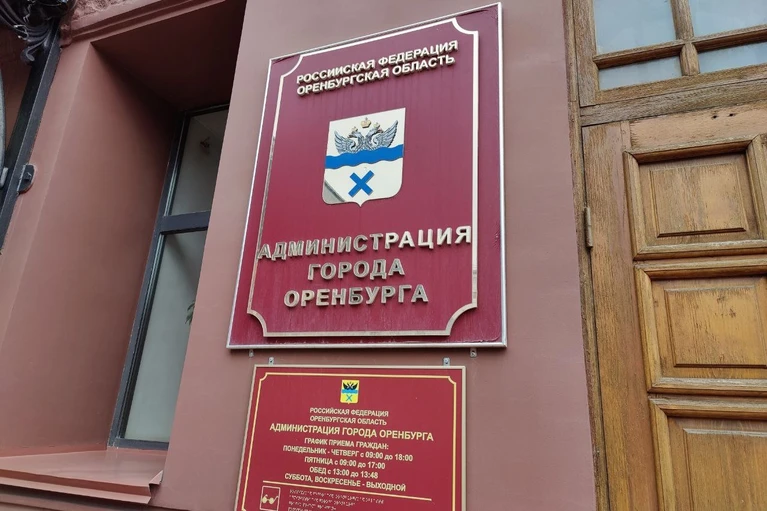 РОССИЙСКАЯ ФЕДЕРАЦИЯ
ОРЕНБУРГСКАЯ ОБЛАСТЬ
АДМИНИСТРАЦИЯ
ГОРОДА
ОРЕНБУРГА
РОССИЙСКАЯ ФЕДЕРАЦИЯ
ОРЕНБУРГСКАЯ ОБЛАСТЬ
АДМИНИСТРАЦИЯ ГОРОДА ОРЕНБУРГА
ГРАФИК ПРИЕМА ГРАЖДАН:
ПОНЕДЕЛЬНИК - ЧЕТВЕРГ с 09:00 до 18:00
ПЯТНИЦА с 09:00 до 17:00
ОБЕД с 13:00 до 13:48
СУББОТА, ВОСКРЕСЕНЬЕ - ВЫХОДНОЙ